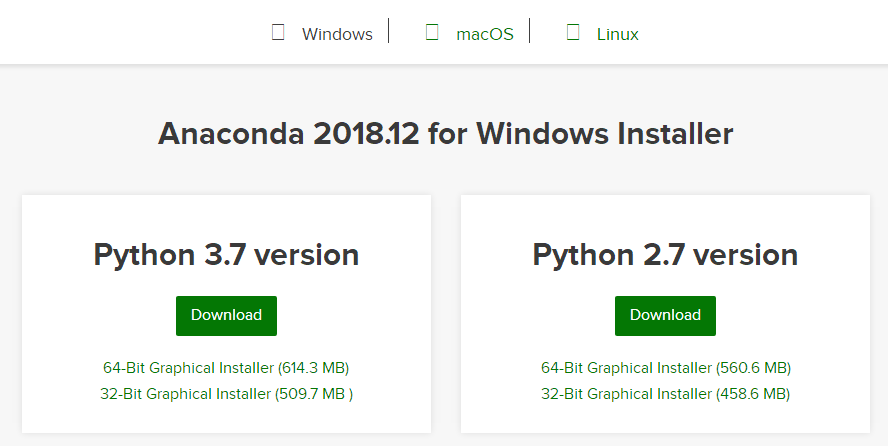 Windows macOS Linux
Anaconda 2018.12 for Windows Installer
Python 3.7 version
Download
64-Bit Graphical Installer (614.3 MB)
32-Bit Graphical Installer (509.7 MB )
Python 2.7 version
Download
64-Bit Graphical Installer (560.6 MB)
32-Bit Graphical Installer (458.6 MB)